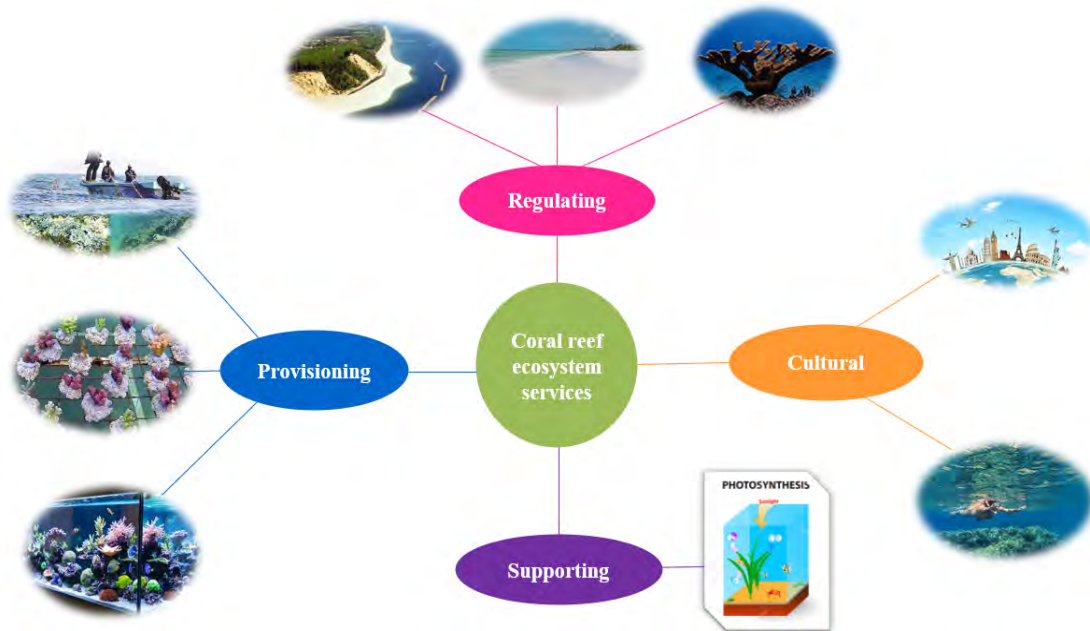 Regulating
Coral reef
ecosystem
services
Provisioning
Cultural
Supporting
PHOTOSYNTHESIS
Sunlight